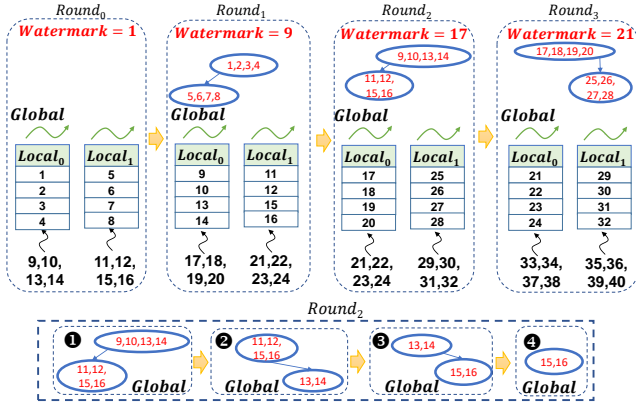 Round₀
Watermark = 1
Global
Local₀
1
2
3
4
Local₁
5
6
7
8
9,10,
13,14
11,12,
15,16
Round₁
Watermark = 9
1,2,3,4
5,6,7,8
Global
Local₀
9
10
13
14
Local₁
11
12
15
16
17,18,
19,20
21,22,
23,24
Round₂
Watermark = 17
9,10,13,14
11,12,
15,16
Global
Local₀
17
18
19
20
Local₁
25
26
27
28
21,22,
23,24
29,30,
31,32
Round₃
Watermark = 21
17,18,19,20
25,26,
27,28
Global
Local₀
21
22
23
24
Local₁
29
30
31
32
33,34,
37,38
35,36,
39,40
Round₂
❶
9,10,13,14
11,12,
15,16
Global
❷
11,12,
15,16
13,14
Global
❸
13,14
15,16
Global
❹
15,16
Global